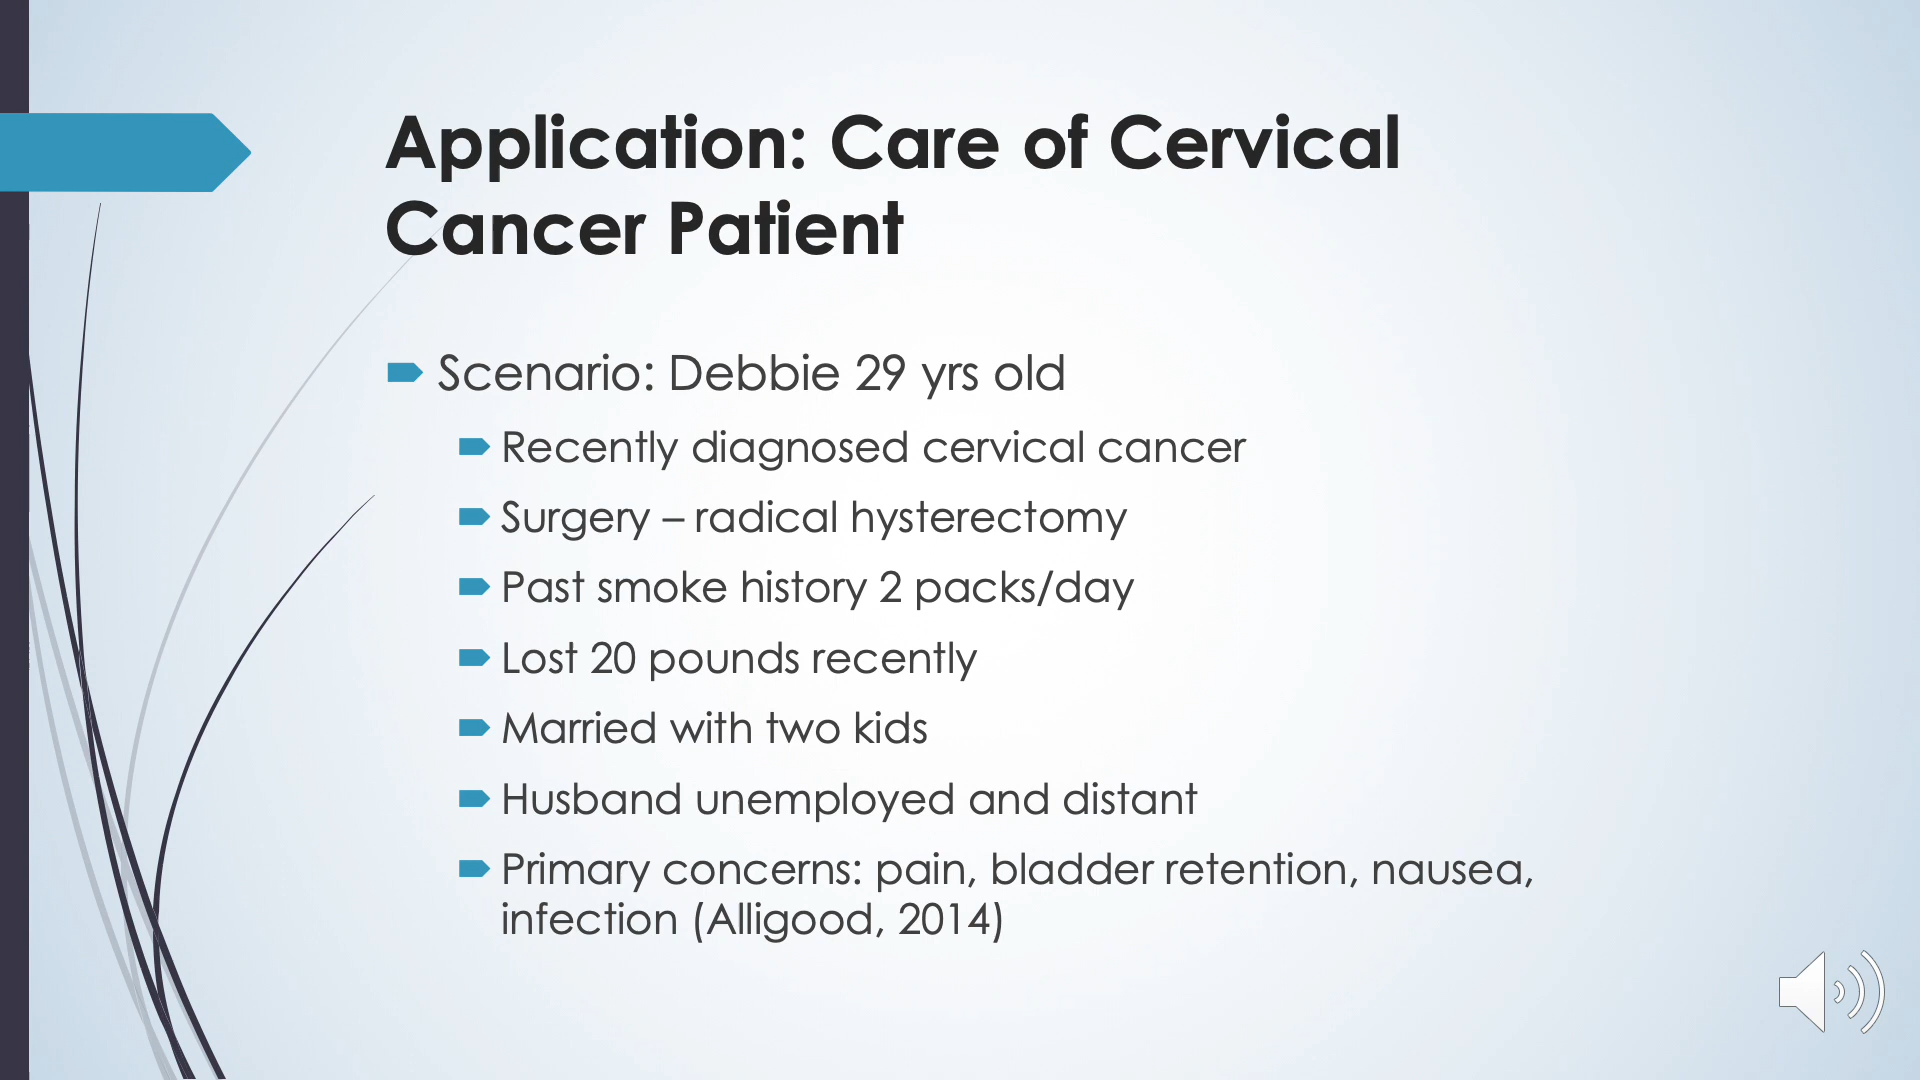 Application: Care of Cervical
Cancer Patient
Scenario: Debbie 29 yrs old
Recently diagnosed cervical cancer
Surgery – radical hysterectomy
Past smoke history 2 packs/day
Lost 20 pounds recently
Married with two kids
Husband unemployed and distant
Primary concerns: pain, bladder retention, nausea,
infection (Alligood, 2014)